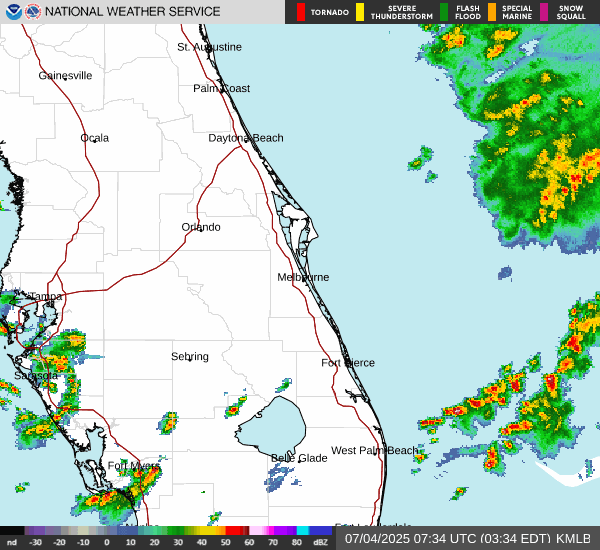 NATIONAL WEATHER SERVICE
TORNADO
SEVERE
THUNDERSTORM
FLASH
FLOOD
SPECIAL
MARINE
SNOW
SQUALL
St. Augustine
Gainesville
Palm Coast
Ocala
Daytona Beach
Orlando
Melbourne
Tampa
Sebring
Fort Pierce
Sarasota
West Palm Beach
Belle Glade
Fort Myers
nd -30 -20 -10 0 10 20 30 40 50 60 70 80 dBZ
07/04/2025 07:34 UTC (03:34 EDT) KMLB